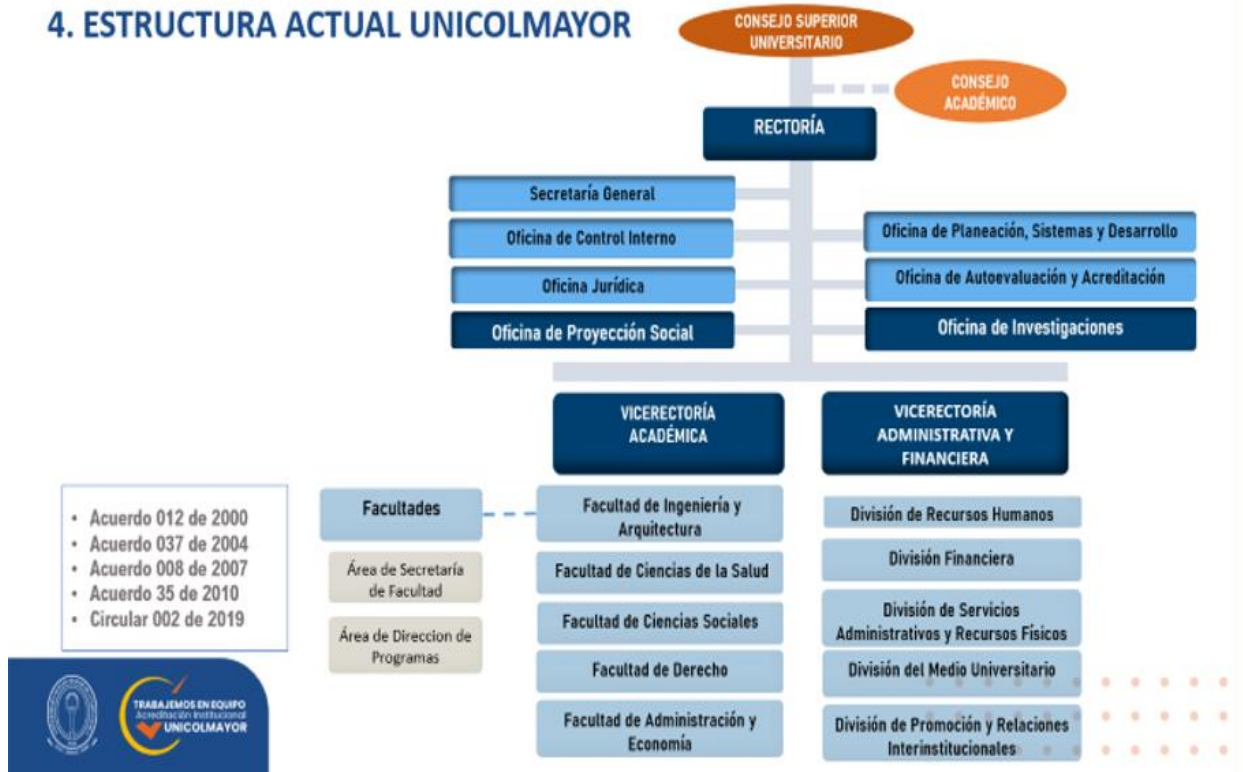 4. ESTRUCTURA ACTUAL UNICOLMAYOR
CONSEJO SUPERIOR
UNIVERSITARIO
CONSEJO
ACADÉMICO
RECTORÍA
Secretaría General
Oficina de Control Interno
Oficina Jurídica
Oficina de Proyección Social
Oficina de Planeación, Sistemas y Desarrollo
Oficina de Autoevaluación y Acreditación
Oficina de Investigaciones
VICERECTORÍA
ACADÉMICA
VICERECTORÍA
ADMINISTRATIVA Y
FINANCIERA
• Acuerdo 012 de 2000
• Acuerdo 037 de 2004
• Acuerdo 008 de 2007
• Acuerdo 35 de 2010
• Circular 002 de 2019
Facultades
Área de Secretaría
de Facultad
Área de Direccion de
Programas
Facultad de Ingeniería y
Arquitectura
Facultad de Ciencias de la Salud
Facultad de Ciencias Sociales
Facultad de Derecho
Facultad de Administración y
Economía
División de Recursos Humanos
División Financiera
División de Servicios
Administrativos y Recursos Físicos
División del Medio Universitario
División de Promoción y Relaciones
Interinstitucionales
TRABAJEMOS EN EQUIPO
Acreditación Institucional
UNICOLMAYOR